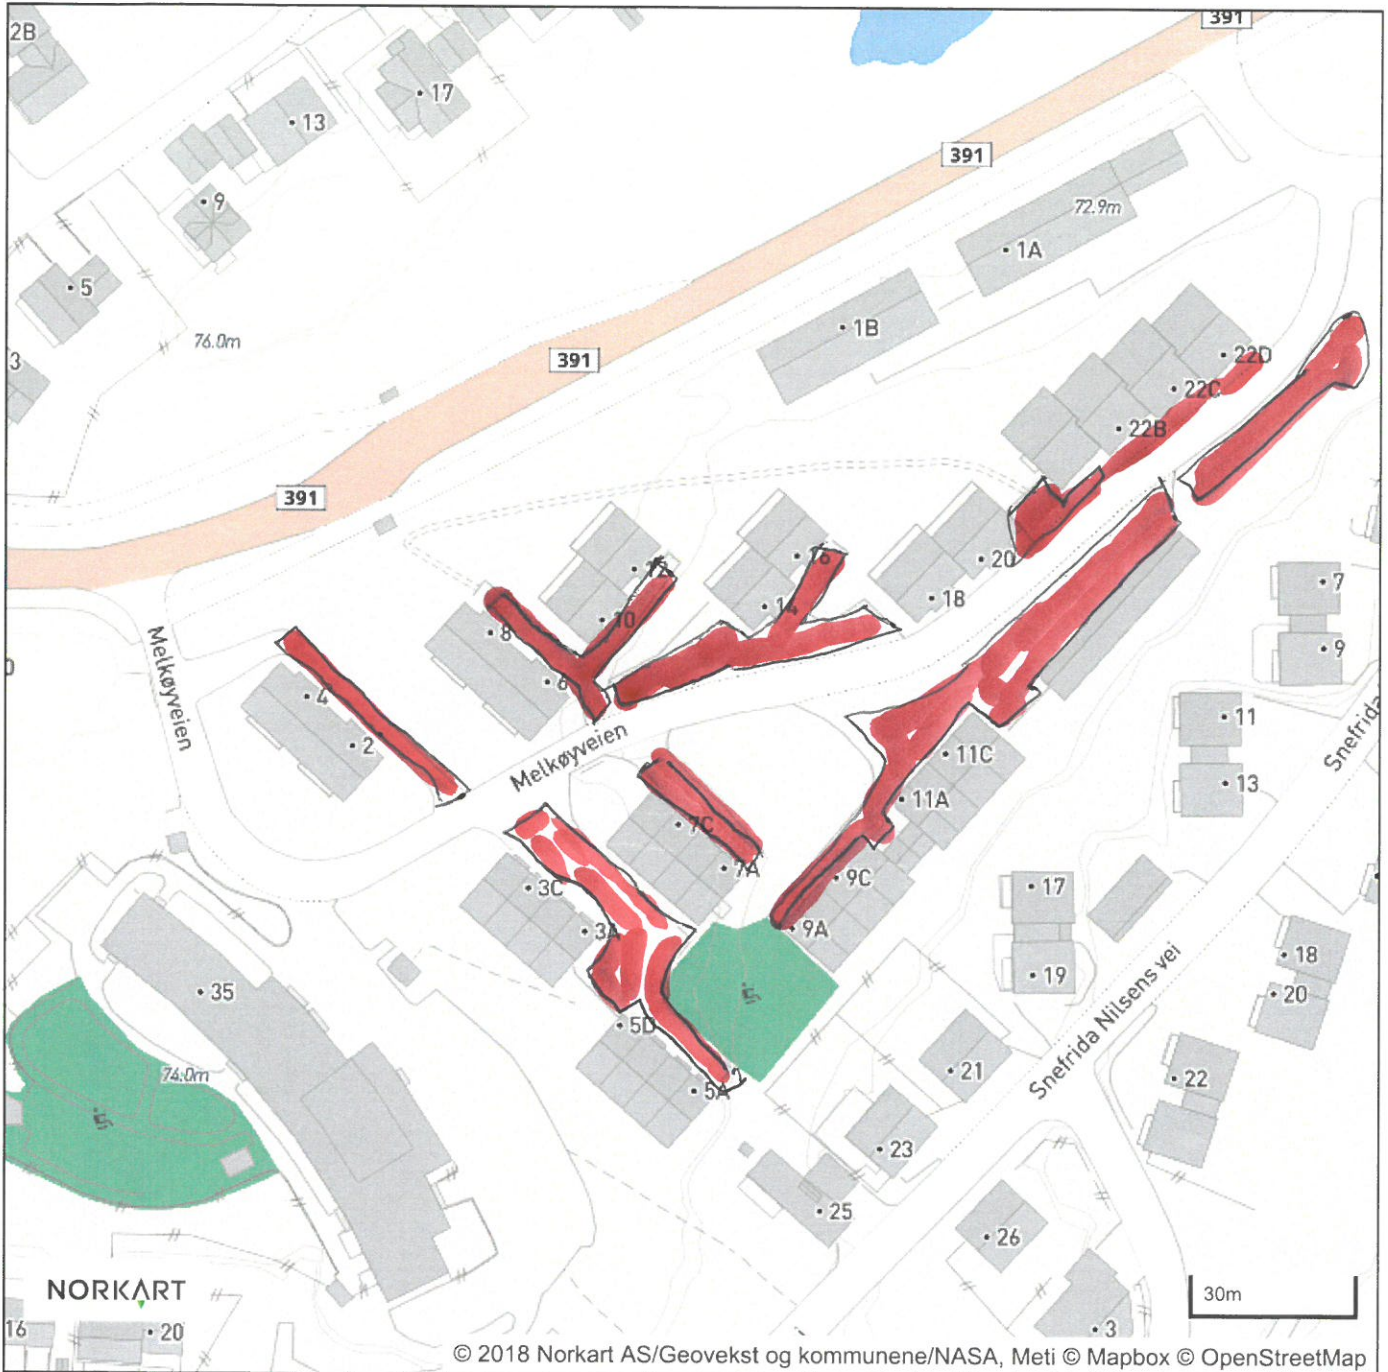 2B
391
17
13
391
9
72.9m
1A
5
1B
76.0m
391
22D
3
22C
22B
391
20
12
16
7
18
14
10
8
9
Melkøyveien
6
4
11
2
Snefrida
Melkøyveien
11C
13
11A
7C
7A
9C
17
3C
3A
9A
18
19
35
20
5D
Snefrida Nilsens vei
21
74.0m
22
5A
23
25
26
NORKART
30m
16
20
3
© 2018 Norkart AS/Geovekst og kommunene/NASA, Meti © Mapbox © OpenStreetMap